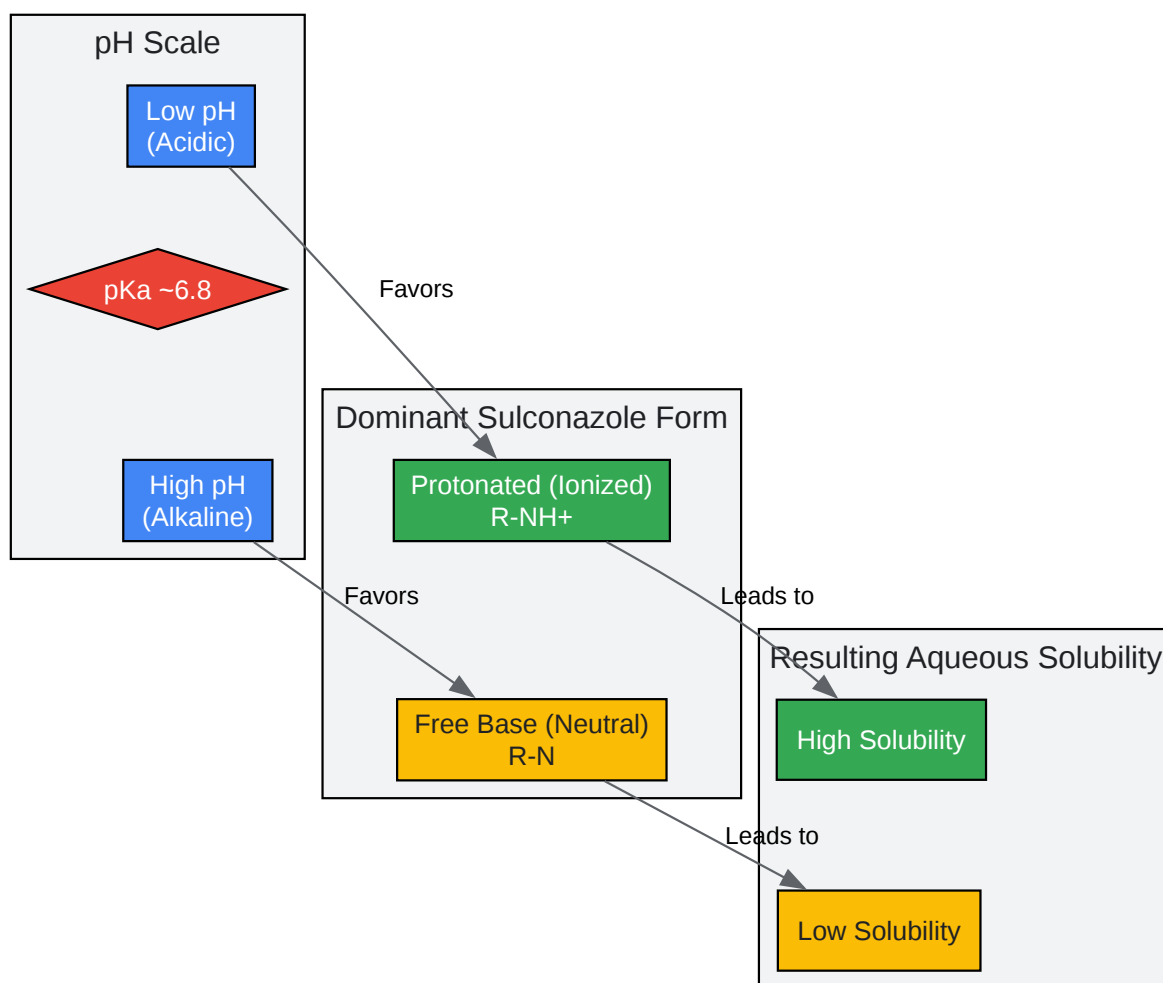 pH Scale
Low pH
(Acidic)
pKa ~6.8
Favors
High pH
(Alkaline)
Dominant Sulconazole Form
Protonated (Ionized)
R-NH+
Favors
Leads to
Free Base (Neutral)
R-N
Resulting Aqueous Solubility
High Solubility
Leads to
Low Solubility